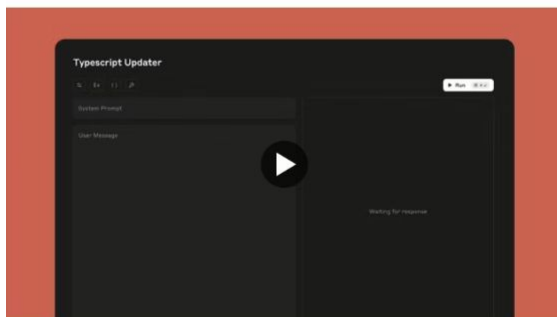 Typescript Updater
Run
System Prompt
User Message
Waiting for response